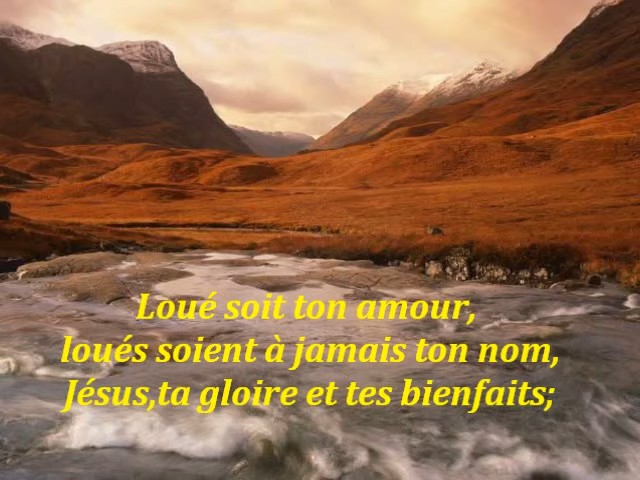 Loué soit ton amour,
loués soient à jamais ton nom,
Jésus,ta gloire et tes bienfaits;